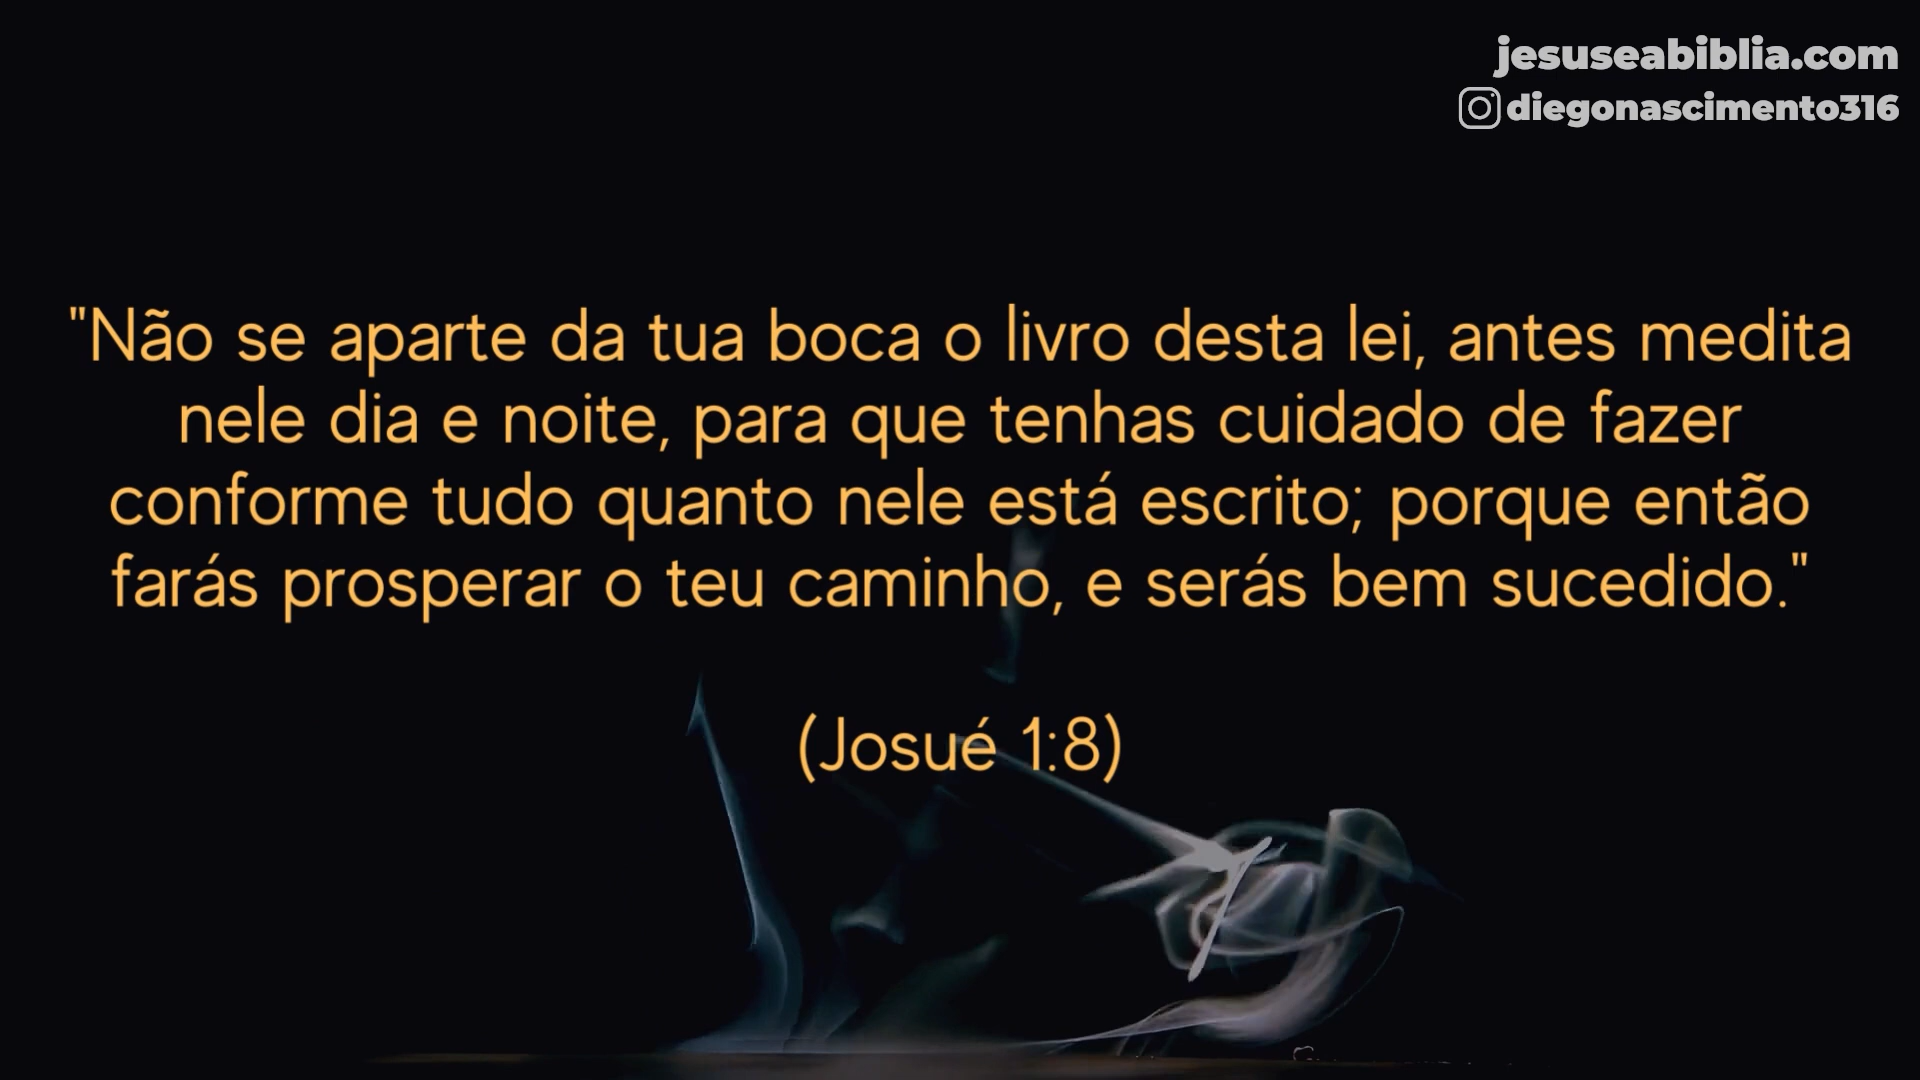 jesuseabiblia.com
diegonascimento316
"Não se aparte da tua boca o livro desta lei, antes medita
nele dia e noite, para que tenhas cuidado de fazer
conforme tudo quanto nele está escrito; porque então
farás prosperar o teu caminho, e serás bem sucedido."
(Josué 1:8)